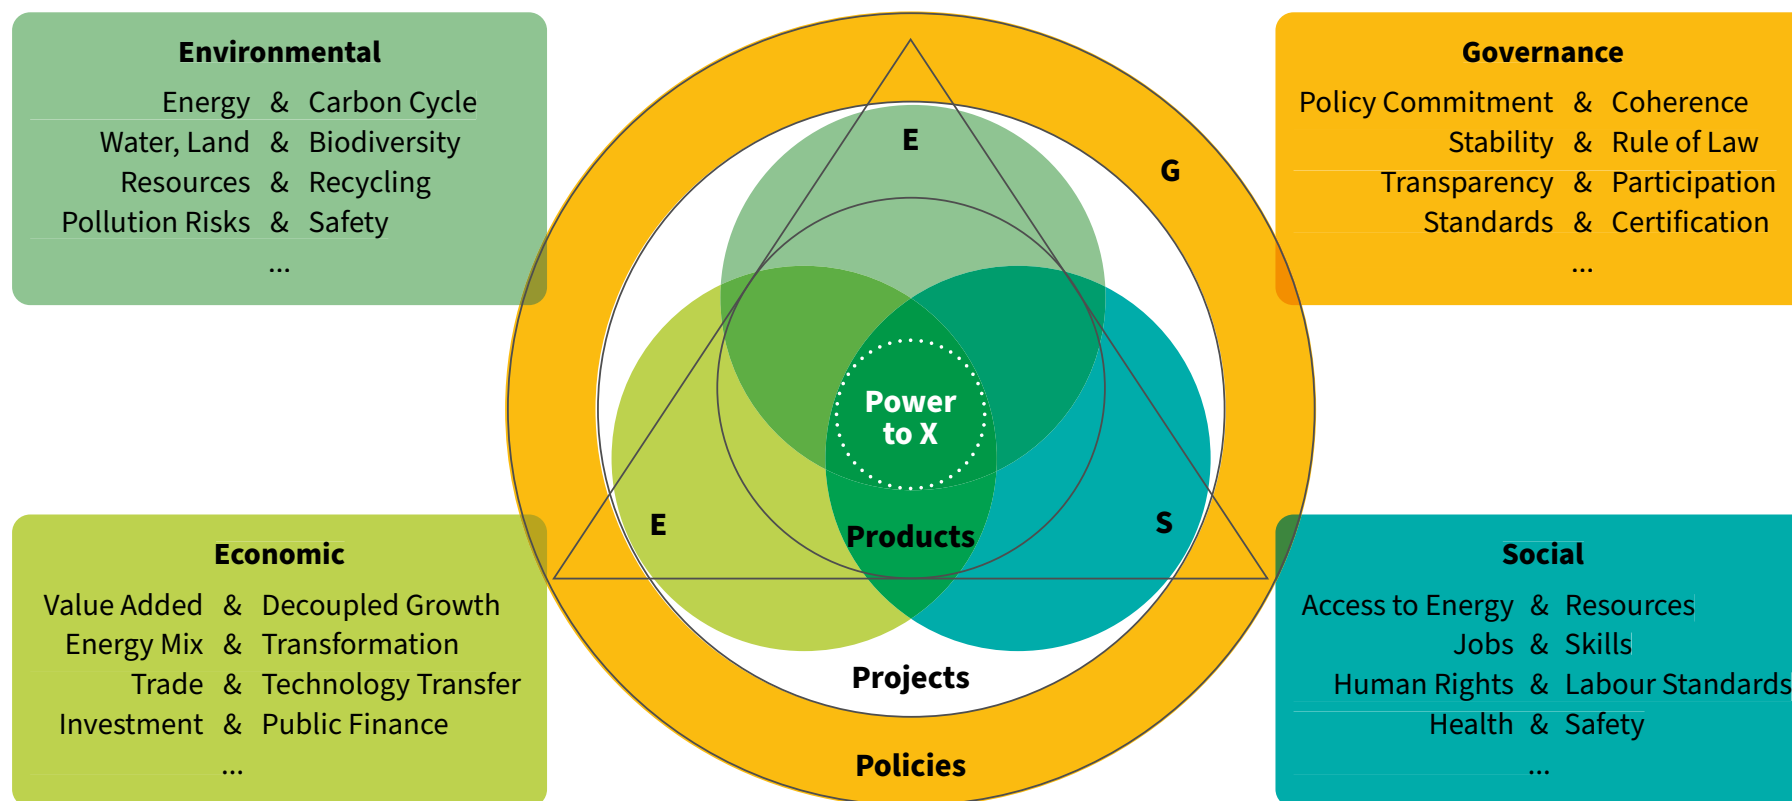 Environmental
Energy & Carbon Cycle
Water, Land & Biodiversity
Resources & Recycling
Pollution Risks & Safety
...
Governance
Policy Commitment & Coherence
Stability & Rule of Law
Transparency & Participation
Standards & Certification
...
E
G
Power
to X
E
S
Products
Projects
Policies
Economic
Value Added & Decoupled Growth
Energy Mix & Transformation
Trade & Technology Transfer
Investment & Public Finance
...
Social
Access to Energy & Resources
Jobs & Skills
Human Rights & Labour Standards
Health & Safety
...